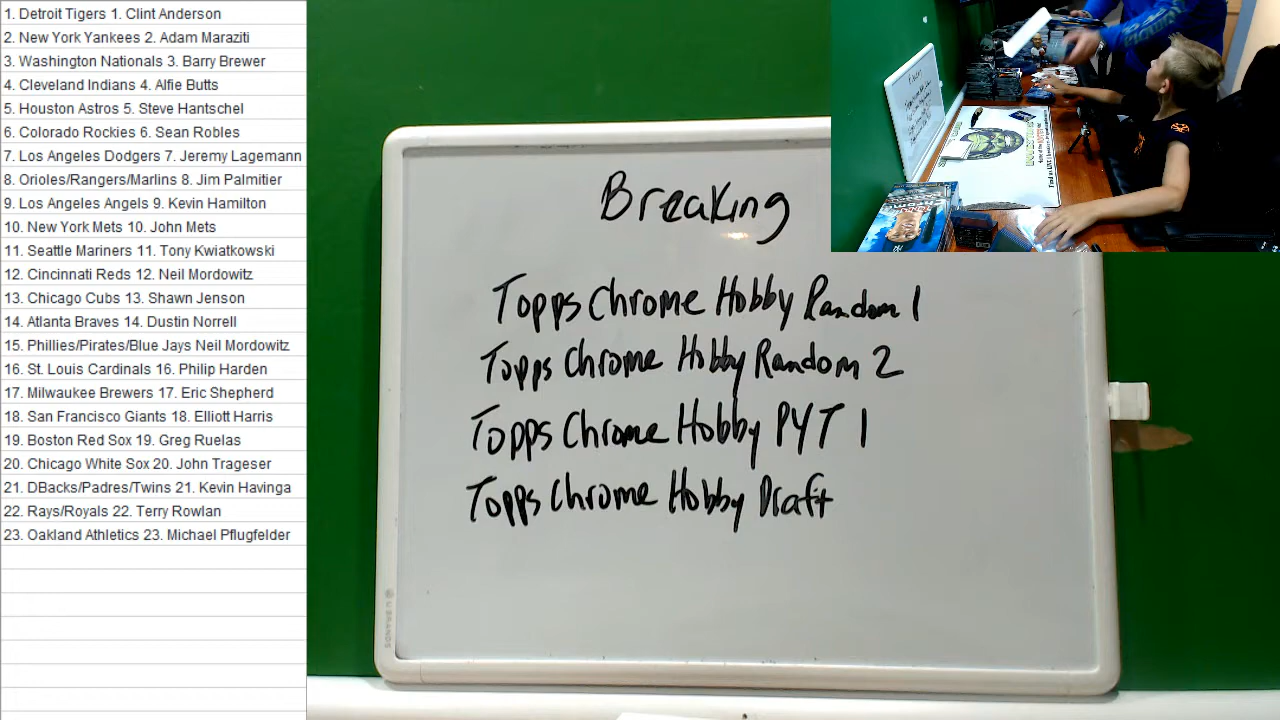 1. Detroit Tigers 1. Clint Anderson
2. New York Yankees 2. Adam Maraziti
3. Washington Nationals 3. Barry Brewer
4. Cleveland Indians 4. Alfie Butts
5. Houston Astros 5. Steve Hantschel
6. Colorado Rockies 6. Sean Robles
7. Los Angeles Dodgers 7. Jeremy Lagemann
8. Orioles/Rangers/Marlins 8. Jim Palmitier
9. Los Angeles Angels 9. Kevin Hamilton
10. New York Mets 10. John Mets
11. Seattle Mariners 11. Tony Kwiatkowski
12. Cincinnati Reds 12. Neil Mordowitz
13. Chicago Cubs 13. Shawn Jenson
14. Atlanta Braves 14. Dustin Norrell
15. Phillies/Pirates/Blue Jays Neil Mordowitz
16. St. Louis Cardinals 16. Philip Harden
17. Milwaukee Brewers 17. Eric Shepherd
18. San Francisco Giants 18. Elliott Harris
19. Boston Red Sox 19. Greg Ruelas
20. Chicago White Sox 20. John Trageser
21. DBacks/Padres/Twins 21. Kevin Havinga
22. Rays/Royals 22. Terry Rowlan
23. Oakland Athletics 23. Michael Pflugfelder
Breaking
Topps Chrome Hobby Random 1
Topps Chrome Hobby Random 2
Topps Chrome Hobby PYT 1
Topps Chrome Hobby Draft
U BRANDS